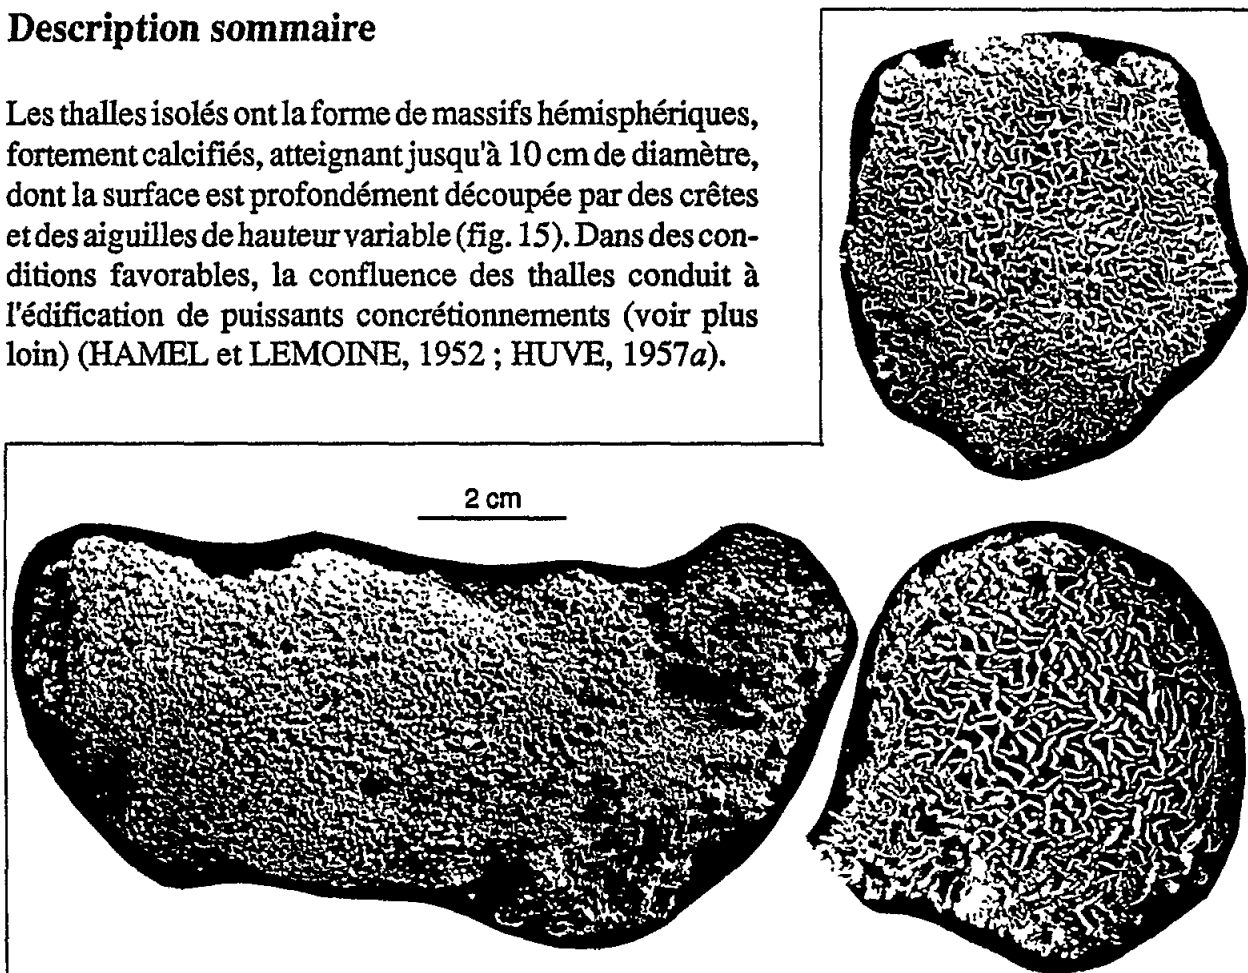 Description sommaire
Les thalles isolés ont la forme de massifs hémisphériques,
fortement calcifiés, atteignant jusqu'à 10 cm de diamètre,
dont la surface est profondément découpée par des crêtes
et des aiguilles de hauteur variable (fig. 15). Dans des con-
ditions favorables, la confluence des thalles conduit à
l'édification de puissants concrétionnements (voir plus
loin) (HAMEL et LEMOINE, 1952 ; HUVE, 1957a).
2 cm